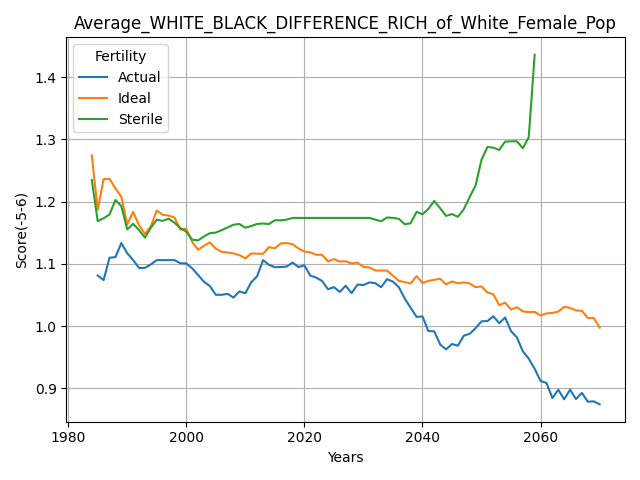 Average_WHITE_BLACK_DIFFERENCE_RICH_of_White_Female_Pop
Fertility
Actual
Ideal
Sterile
Score(-5-6)
1.4
1.3
1.2
1.1
1.0
0.9
1980 2000 2020 2040 2060
Years